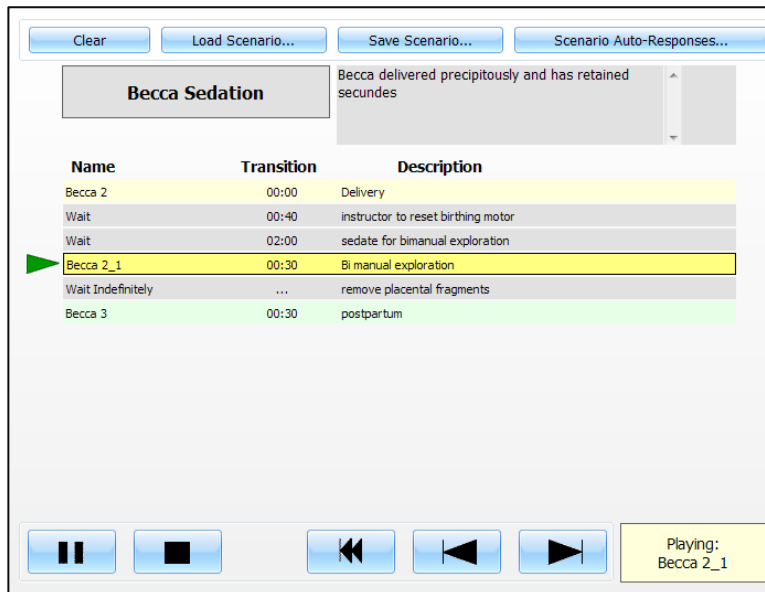 Clear Load Scenario... Save Scenario... Scenario Auto-Responses...
Becca Sedation
Becca delivered precipitously and has retained
secundes
Name Transition Description
Becca 2 00:00 Delivery
Wait 00:40 instructor to reset birthing motor
Wait 02:00 sedate for bimanual exploration
Becca 2_1 00:30 Bi manual exploration
Wait Indefinitely ... remove placental fragments
Becca 3 00:30 postpartum
Playing:
Becca 2_1